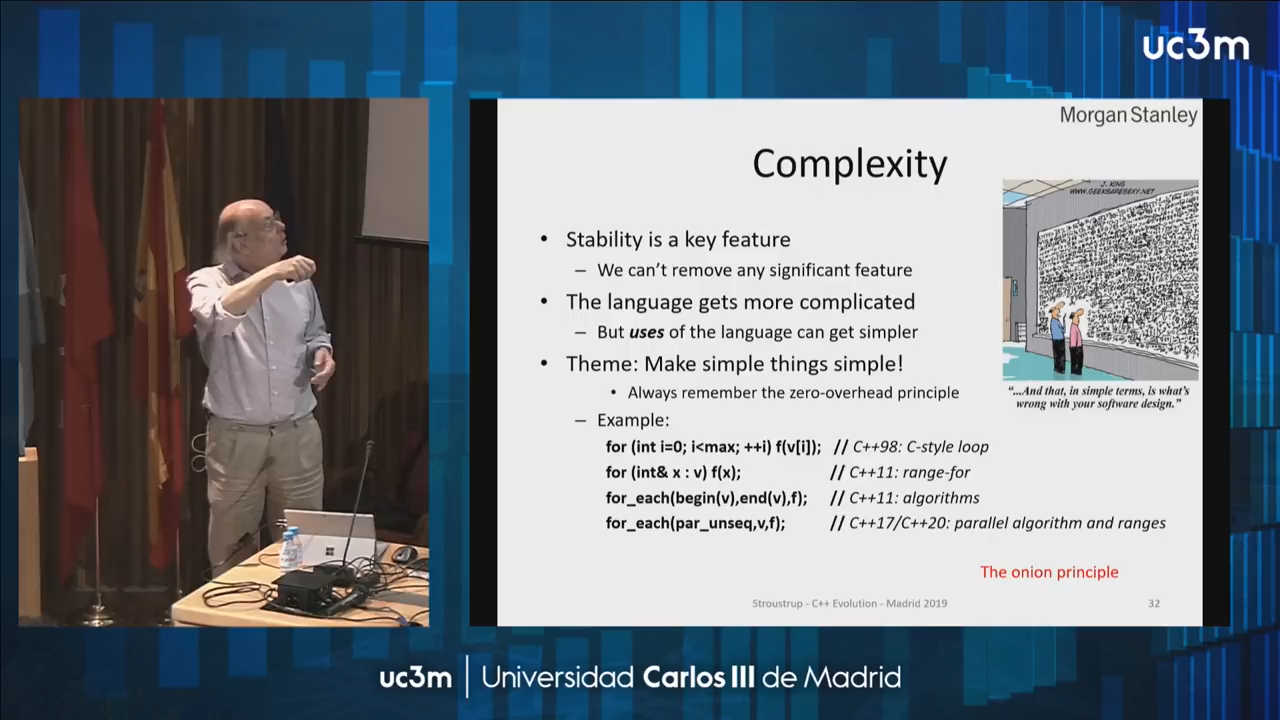 uc3m
Morgan Stanley
Complexity
J. KING
WWW.GEEKSARESEXY.NET
• Stability is a key feature
– We can't remove any significant feature
• The language gets more complicated
– But uses of the language can get simpler
• Theme: Make simple things simple!
• Always remember the zero-overhead principle
– Example:
for (int i=0; i<max; ++i) f(v[i]); // C++98: C-style loop
for (int& x : v) f(x); // C++11: range-for
for_each(begin(v),end(v),f); // C++11: algorithms
for_each(par_unseq,v,f); // C++17/C++20: parallel algorithm and ranges
"...And that, in simple terms, is what's
wrong with your software design."
The onion principle
Stroustrup - C++ Evolution - Madrid 2019
32
uc3m | Universidad Carlos III de Madrid